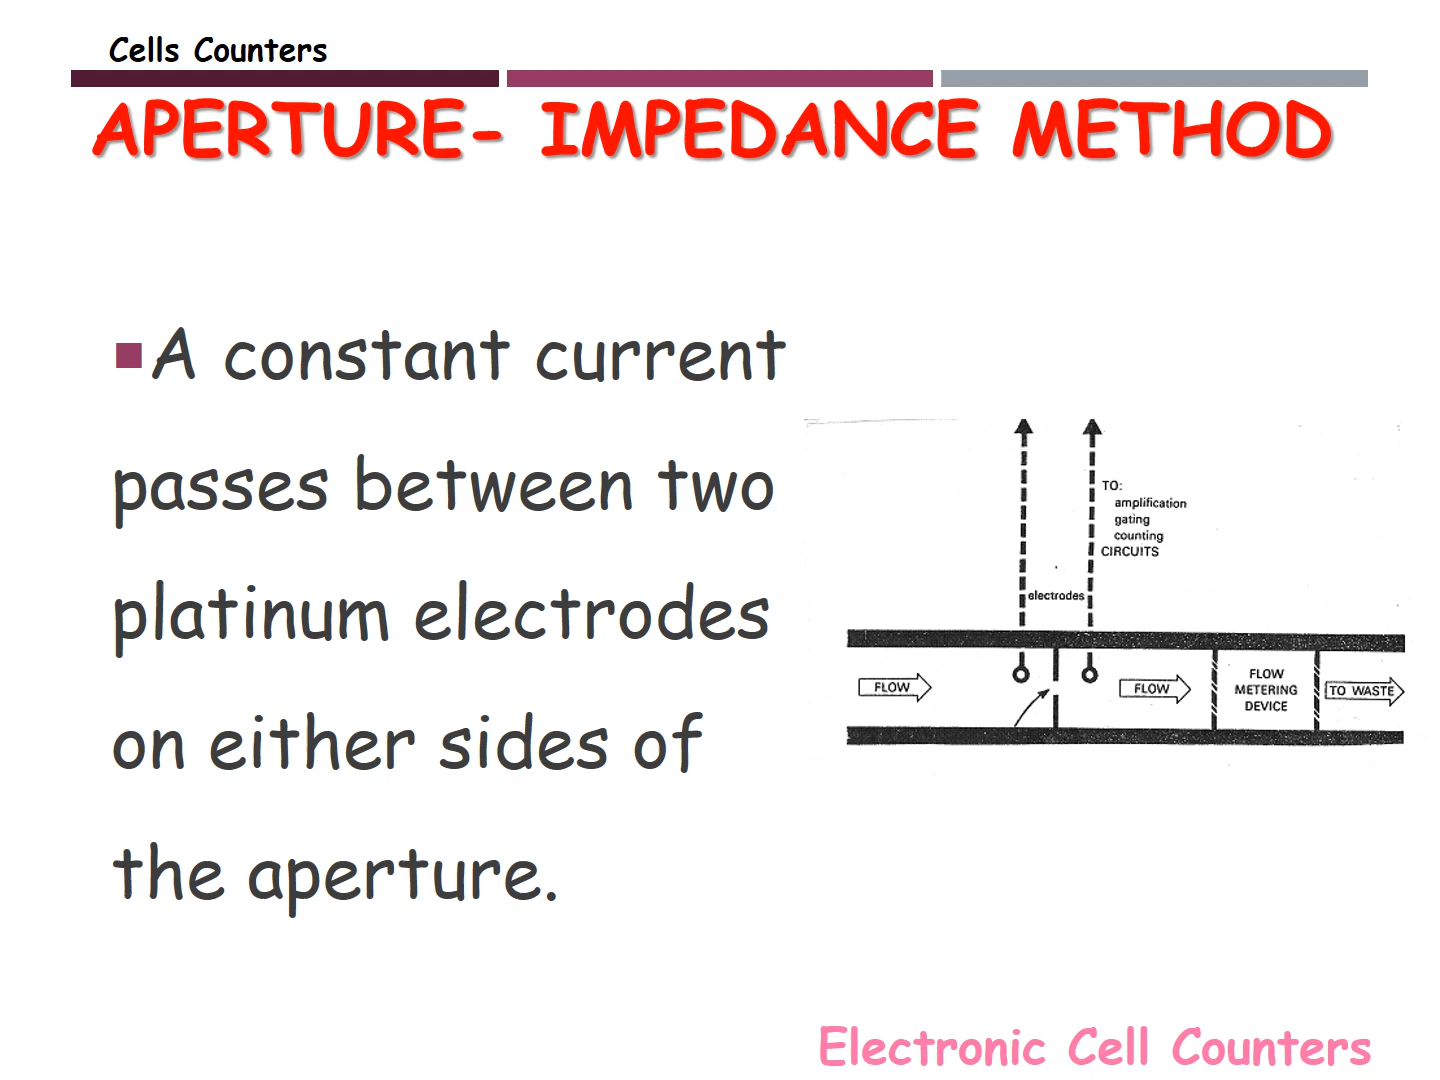 Cells Counters
APERTURE- IMPEDANCE METHOD
A constant current
passes between two
platinum electrodes
on either sides of
the aperture.
TO:
amplification
gating
counting
CIRCUITS
electrodes
FLOW
FLOW
FLOW
METERING
DEVICE
TO WASTE
Electronic Cell Counters